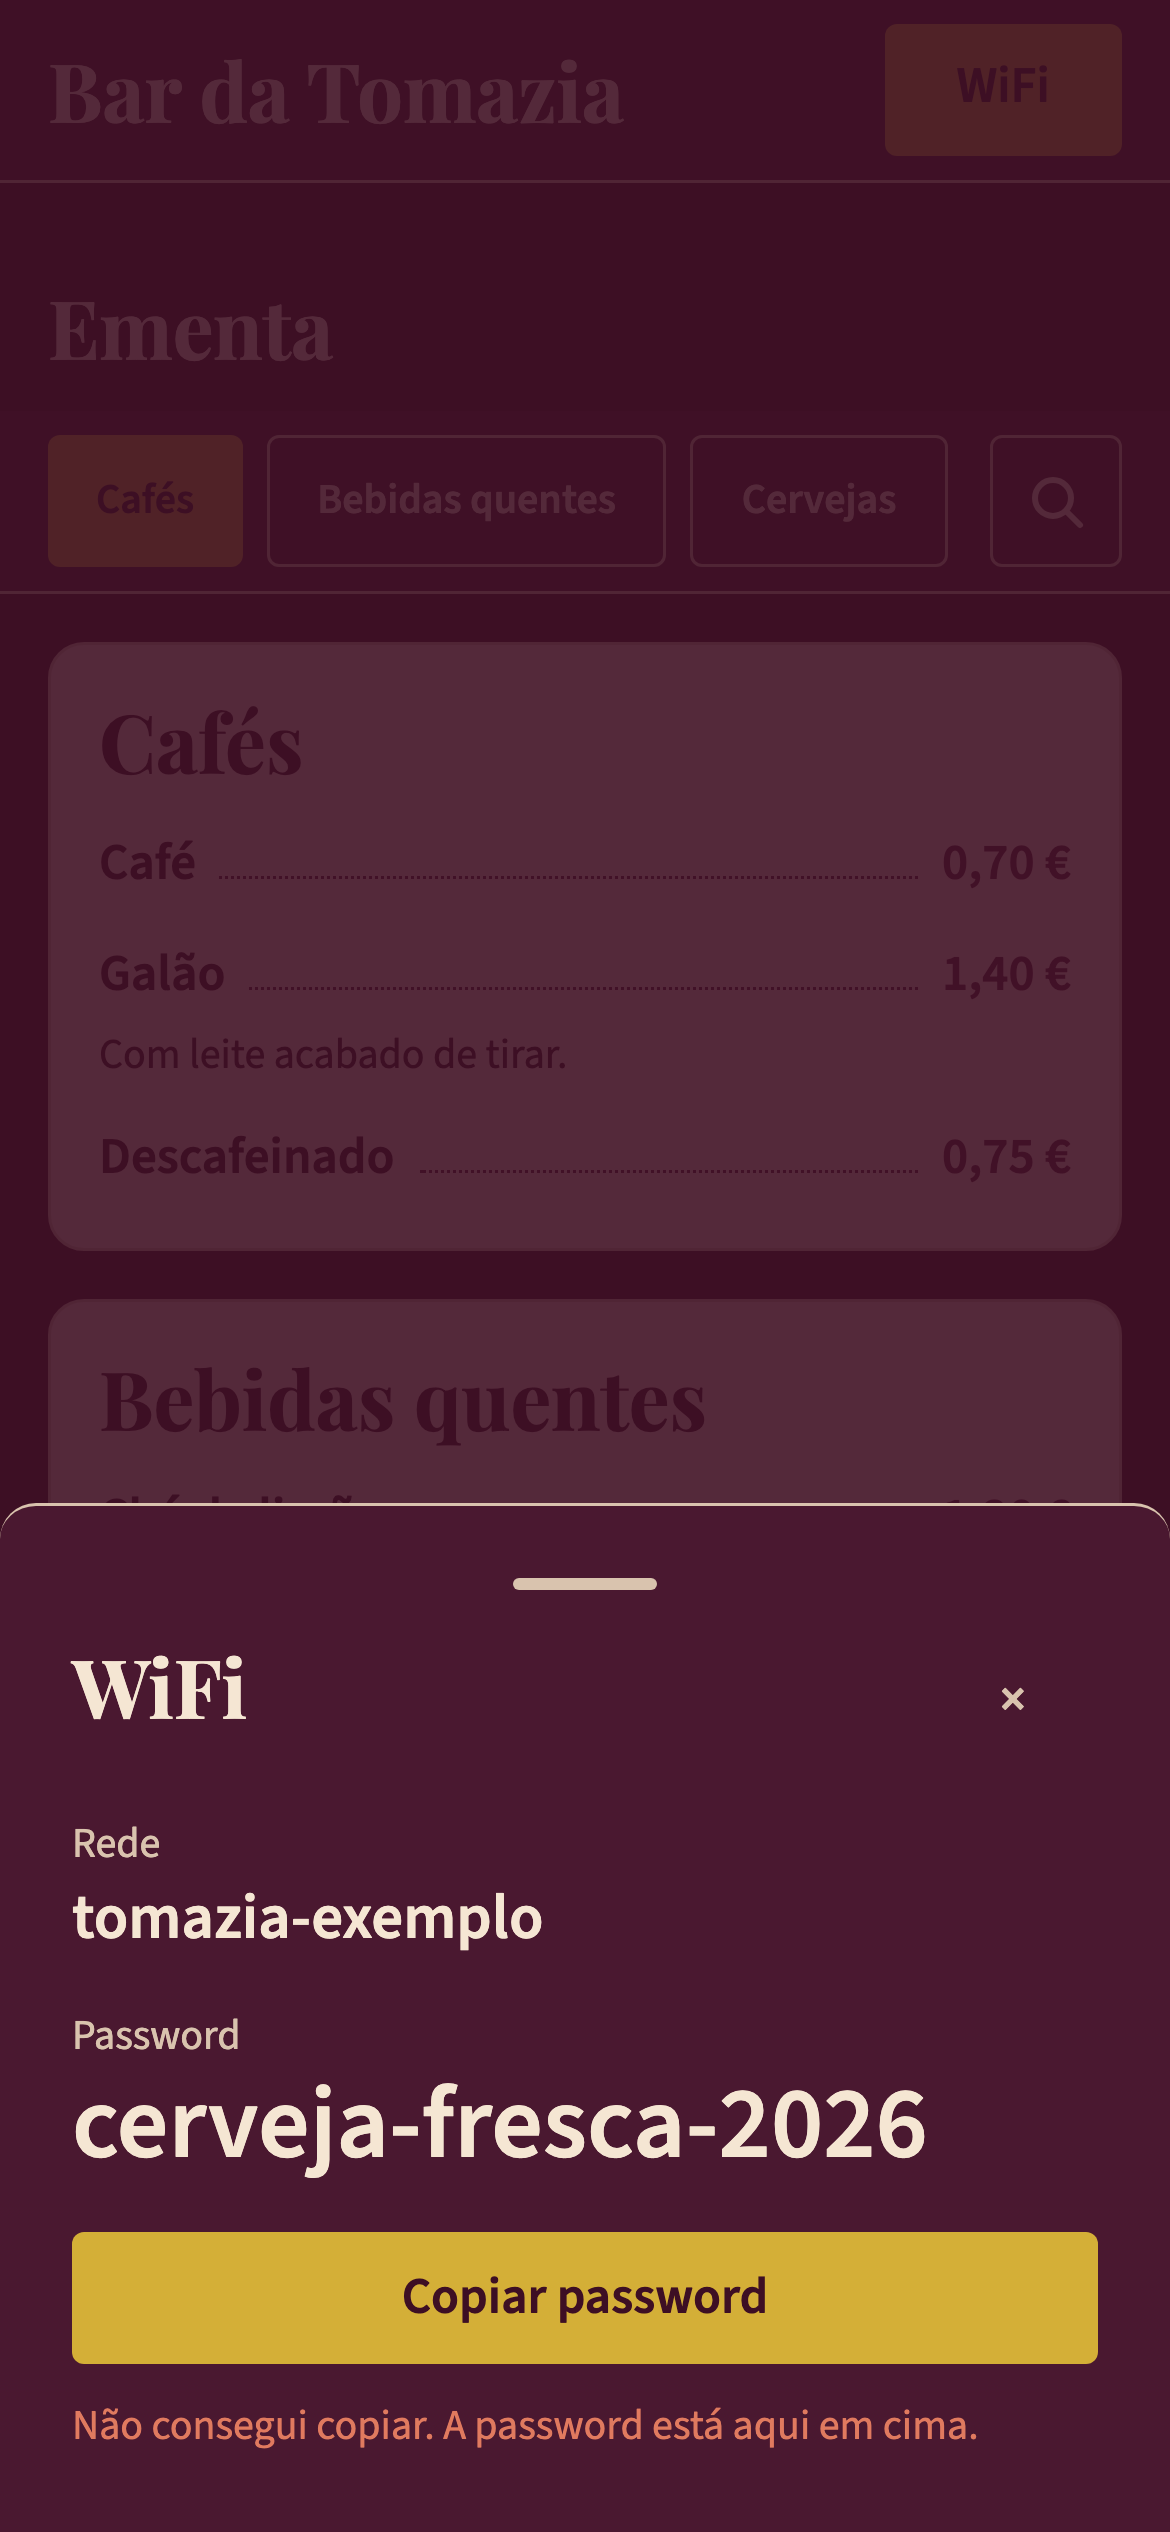 Bar da Tomazia
WiFi
Ementa
Cafés
Bebidas quentes
Cervejas
Cafés
Café 0,70 €
Galão 1,40 €
Com leite acabado de tirar.
Descafeinado 0,75 €
Bebidas quentes
WiFi
×
Rede
tomazia-exemplo
Password
cerveja-fresca-2026
Copiar password
Não consegui copiar. A password está aqui em cima.